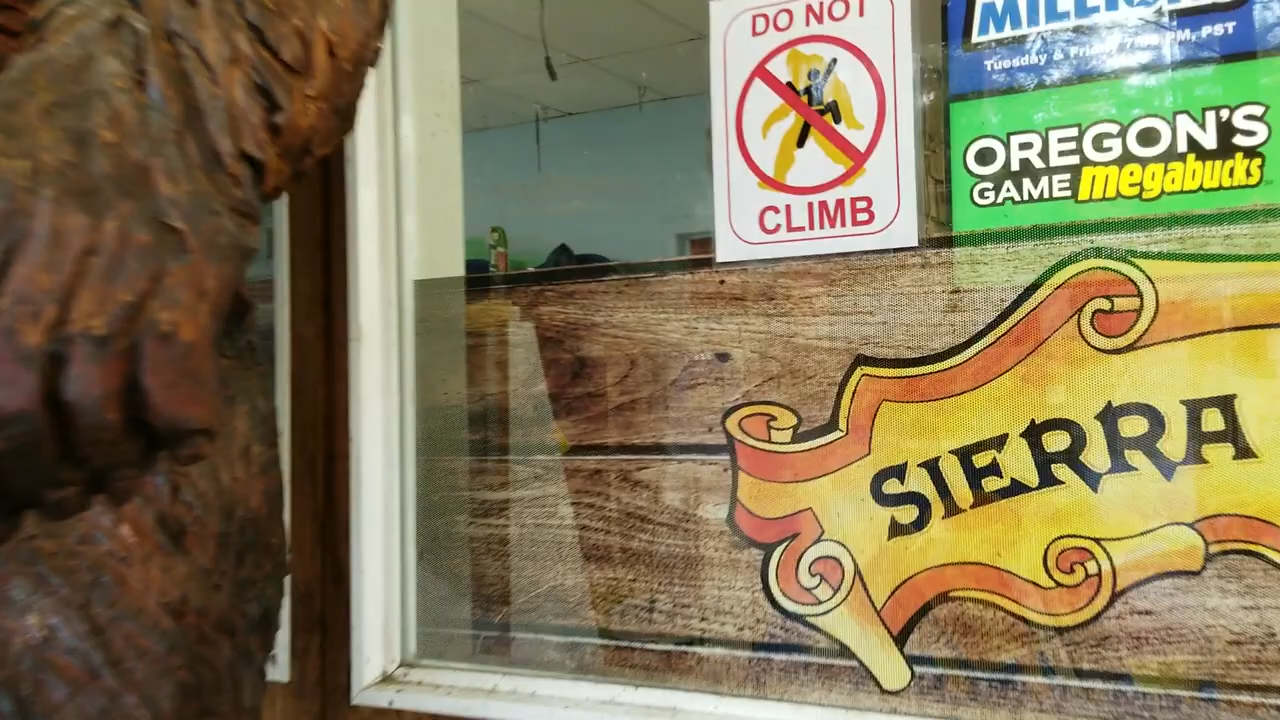 DO NOT
CLIMB
Tuesday & Friday PM, PST
OREGON'S
GAME megabucks
SIERRA